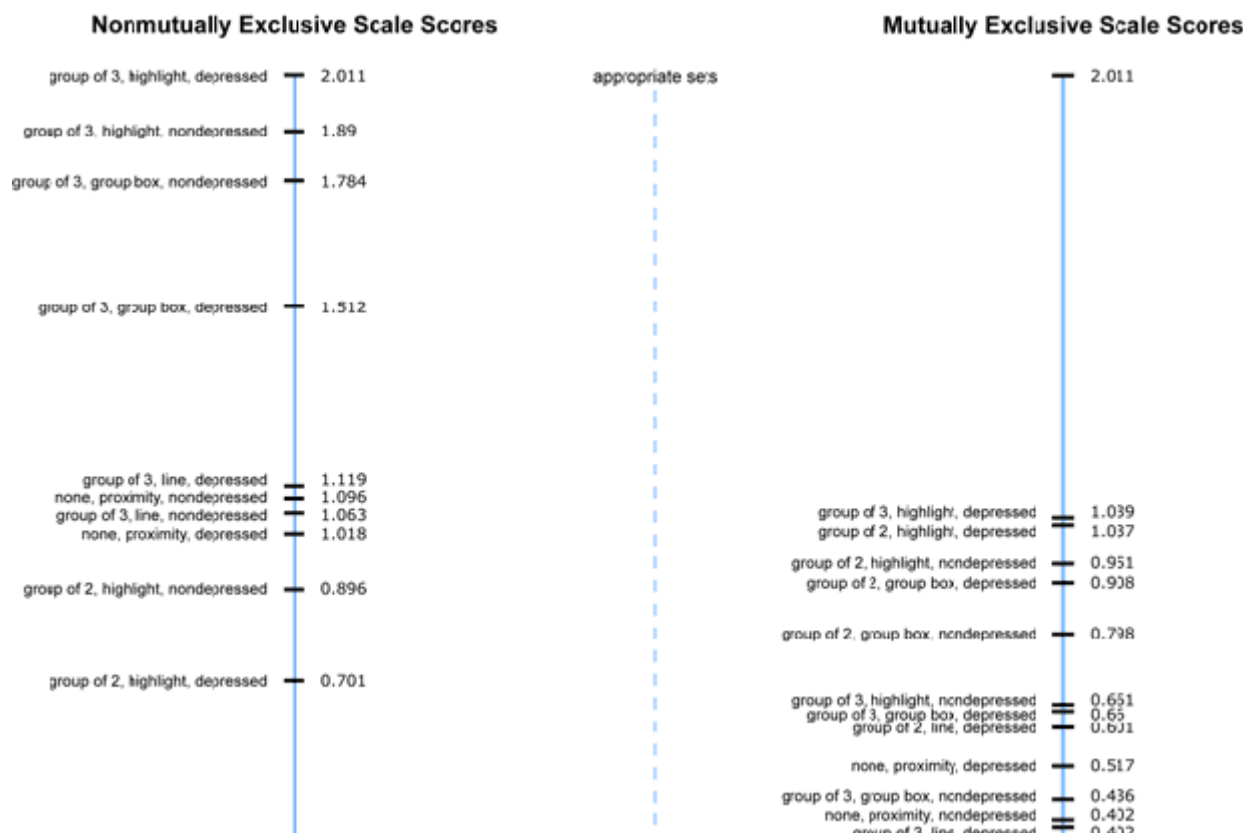 Nonmutually Exclusive Scale Scores
group of 3, highlight, depressed 2.011
group of 3, highlight, nondepressed 1.89
group of 3, group box, nondepressed 1.784
group of 3, group box, depressed 1.512
group of 3, line, depressed 1.119
none, proximity, nondepressed 1.096
group of 3, line, nondepressed 1.063
none, proximity, depressed 1.018
group of 2, highlight, nondepressed 0.896
group of 2, highlight, depressed 0.701
appropriate sets
Mutually Exclusive Scale Scores
2.011
group of 3, highlight, depressed 1.039
group of 2, highlight, depressed 1.037
group of 2, highlight, nondepressed 0.951
group of 2, group box, depressed 0.908
group of 2, group box, nondepressed 0.798
group of 3, highlight, nondepressed 0.651
group of 3, group box, depressed 0.65
group of 2, line, depressed
none, proximity, depressed 0.517
group of 3, group box, nondepressed 0.436
none, proximity, nondepressed 0.402
group of 3, line, depressed